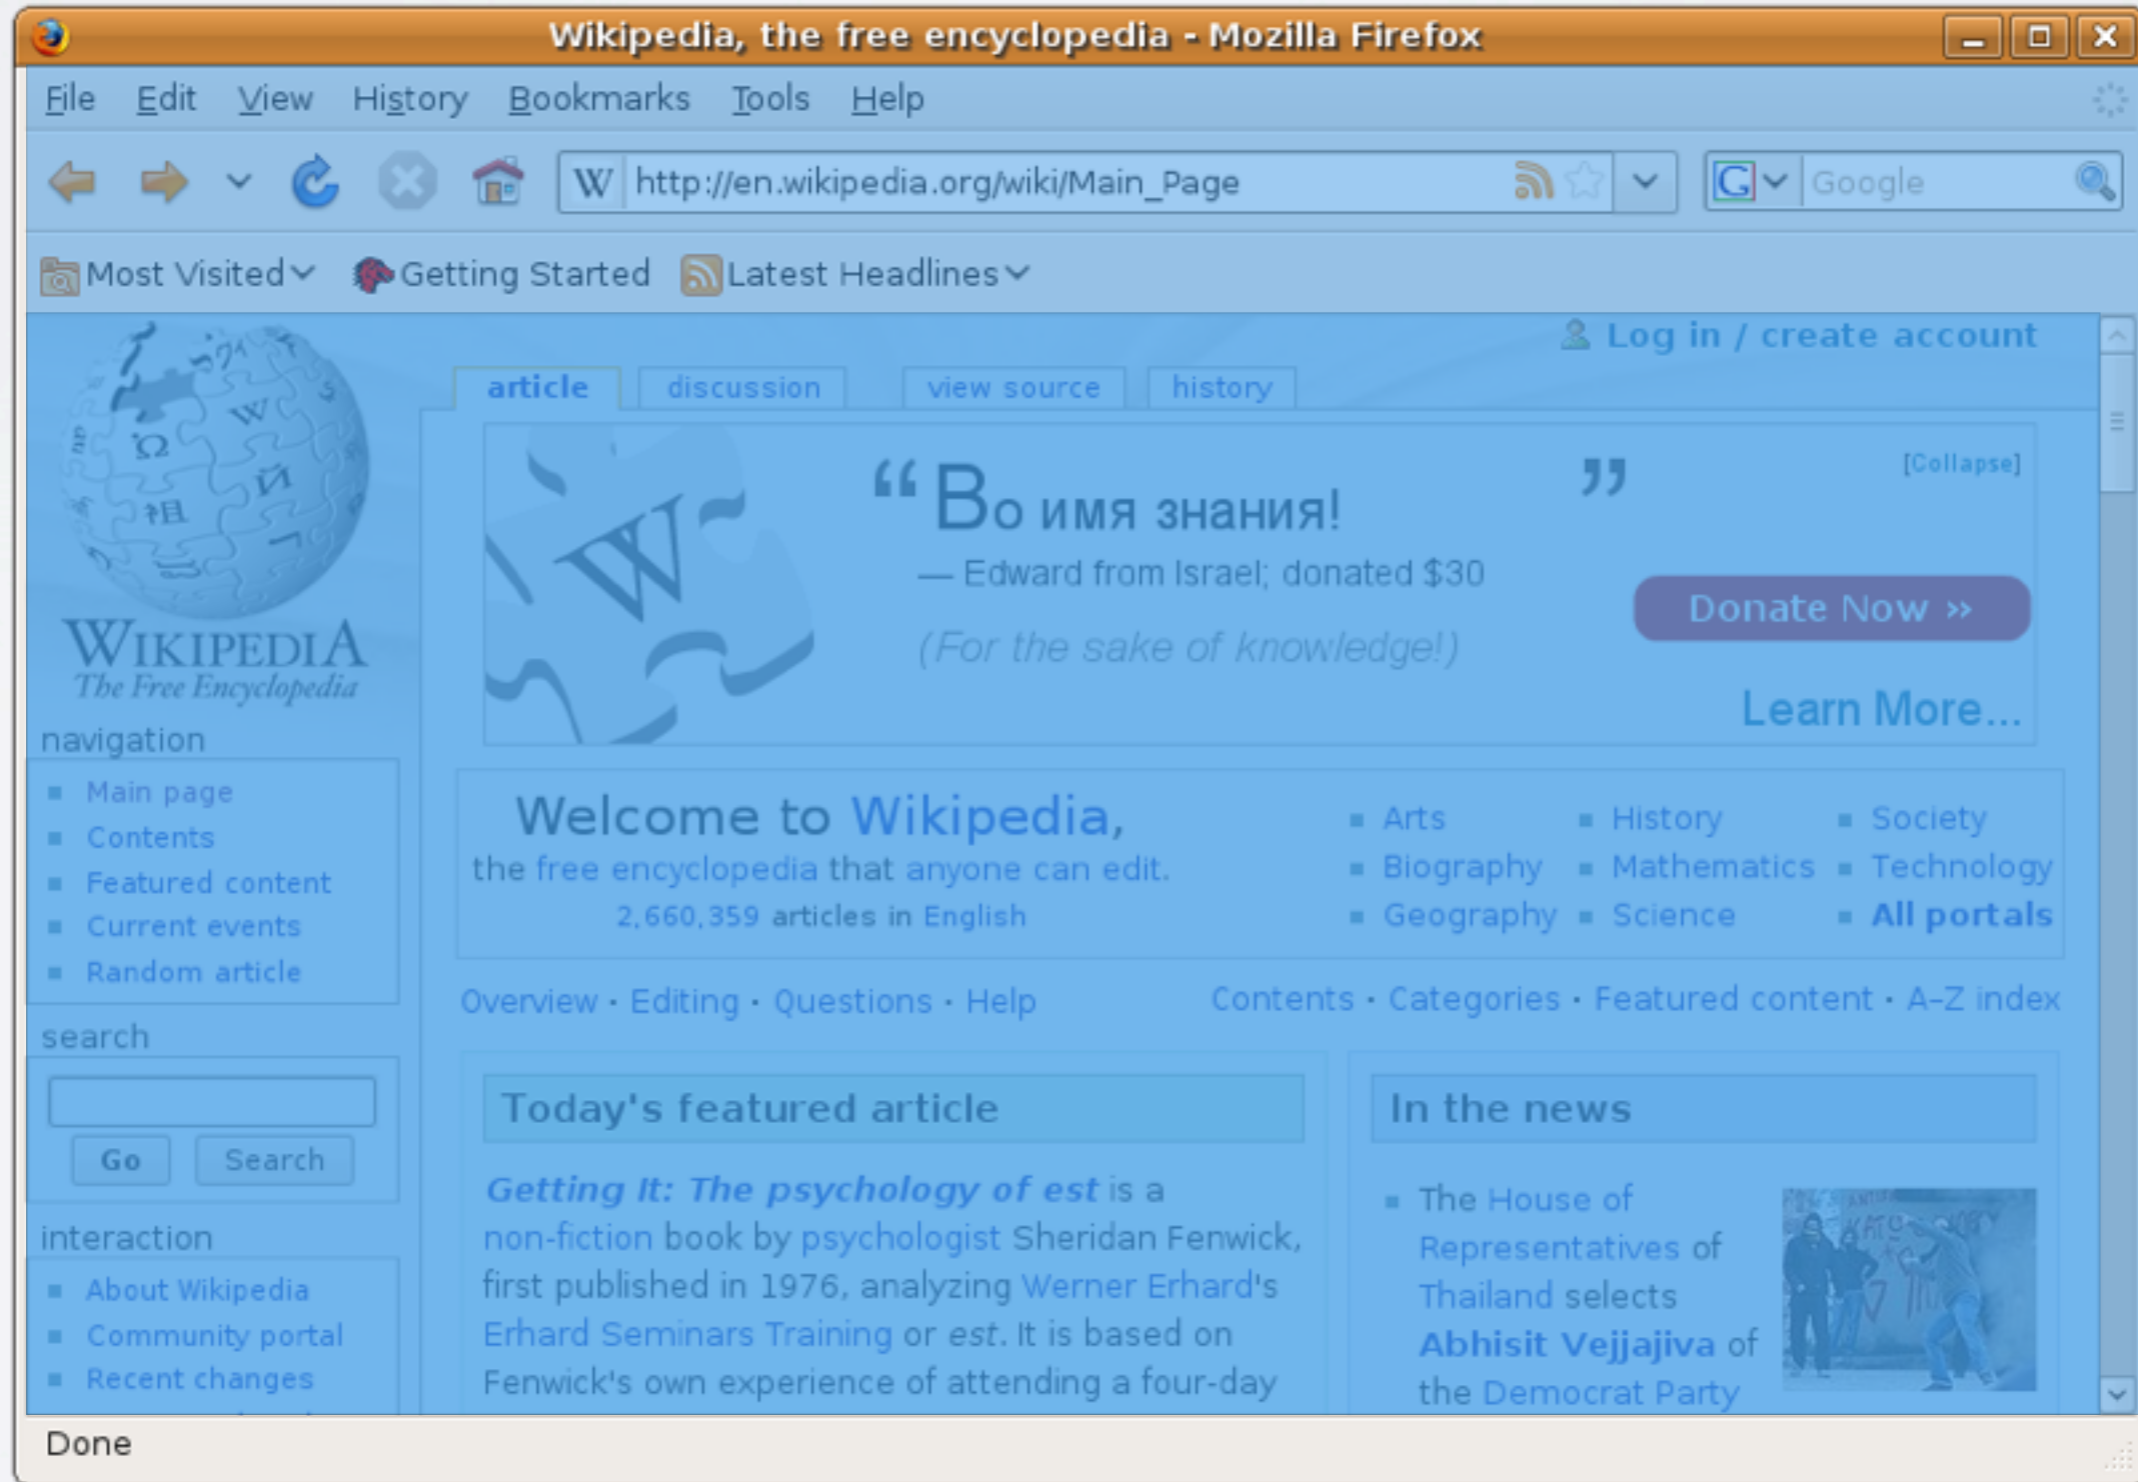 Wikipedia, the free encyclopedia - Mozilla Firefox
File Edit View History Bookmarks Tools Help
W http://en.wikipedia.org/wiki/Main_Page G Google
Most Visited Getting Started Latest Headlines
Log in / create account
article discussion view source history
“ Во имя знания! ”
[Collapse]
— Edward from Israel; donated $30
(For the sake of knowledge!)
Donate Now »
Learn More...
WIKIPEDIA
The Free Encyclopedia
navigation
Main page
Contents
Featured content
Current events
Random article
search
Go Search
interaction
About Wikipedia
Community portal
Recent changes
Welcome to Wikipedia,
the free encyclopedia that anyone can edit.
2,660,359 articles in English
Arts History Society
Biography Mathematics Technology
Geography Science All portals
Overview · Editing · Questions · Help
Contents · Categories · Featured content · A–Z index
Today's featured article
Getting It: The psychology of est is a
non-fiction book by psychologist Sheridan Fenwick,
first published in 1976, analyzing Werner Erhard's
Erhard Seminars Training or est. It is based on
Fenwick's own experience of attending a four-day
In the news
The House of
Representatives of
Thailand selects
Abhisit Vejjajiva of
the Democrat Party
Done